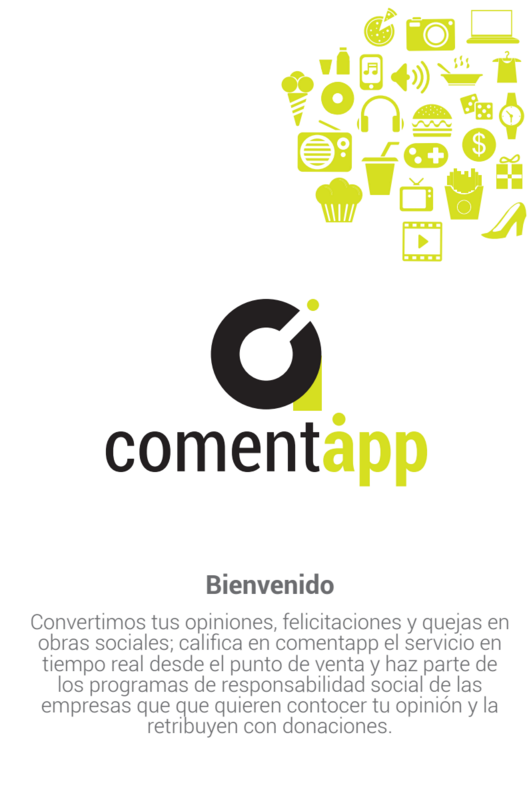 comentapp
Bienvenido
Convertimos tus opiniones, felicitaciones y quejas en
obras sociales; califica en comentapp el servicio en
tiempo real desde el punto de venta y haz parte de
los programas de responsabilidad social de las
empresas que que quieren contocer tu opinión y la
retribuyen con donaciones.